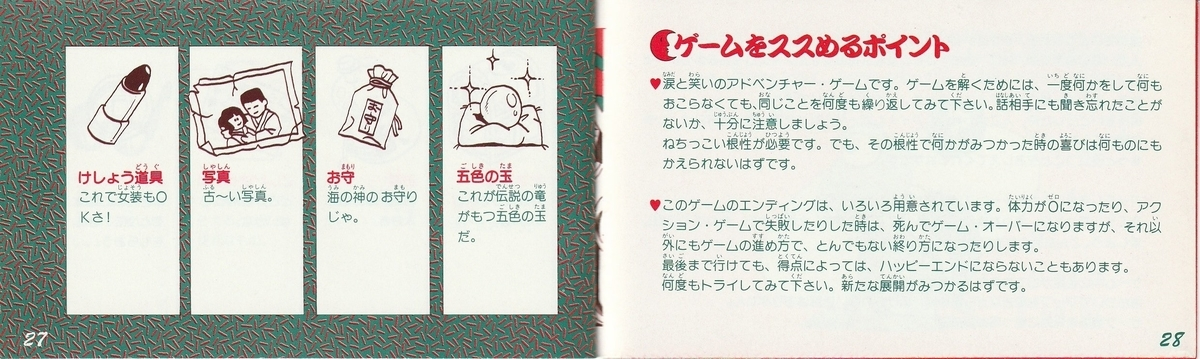 けしょう道具
これで女装もO
Kさ!
写真
古〜い写真。
お守
お守
海の神のお守り
じゃ。
五色の玉
これが伝説の竜
がもつ五色の玉
だ。
27
ゲームをススめるポイント
♥涙と笑いのアドベンチャー・ゲームです。ゲームを解くためには、一度何かをして何も
おこらなくても、同じことを何度も繰り返してみて下さい。話相手にも聞き忘れたことが
ないか、十分に注意しましょう。
ねちっこい根性が必要です。でも、その根性で何かがみつかった時の喜びは何ものにも
かえられないはずです。
♥このゲームのエンディングは、いろいろ用意されています。体力が0になったり、アク
ション・ゲームで失敗したりした時は、死んでゲーム・オーバーになりますが、それ以
外にもゲームの進め方で、とんでもない終り方になったりします。
最後まで行けても、得点によっては、ハッピーエンドにならないこともあります。
何度もトライしてみて下さい。新たな展開がみつかるはずです。
28